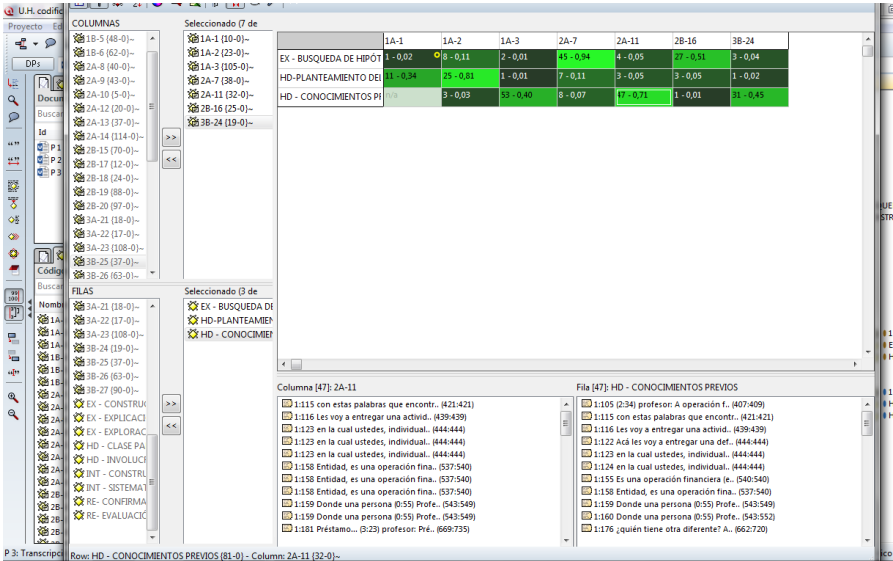 U.H. codific
Proyecto Ed
DPs
Docum
Buscar
Id
P 1
P 2
P 3
Código
Buscar
Nomb
COLUMNAS
1B-5 {48-0}~
1B-6 {62-0}~
2A-8 {40-0}~
2A-9 {43-0}~
2A-10 {5-0}~
2A-12 {20-0}~
2A-13 {37-0}~
2A-14 {114-0}~
2B-15 {70-0}~
2B-17 {12-0}~
2B-18 {24-0}~
2B-19 {88-0}~
2B-20 {97-0}~
3A-21 {18-0}~
3A-22 {17-0}~
3A-23 {108-0}~
3B-25 {37-0}~
3B-26 {63-0}~
>>
<<
Seleccionado (7 de
1A-1 {10-0}~
1A-2 {23-0}~
1A-3 {105-0}~
2A-7 {38-0}~
2A-11 {32-0}~
2B-16 {25-0}~
3B-24 {19-0}~
1A-1 1A-2 1A-3 2A-7 2A-11 2B-16 3B-24
EX - BUSQUEDA DE HIPÓT 1 - 0,02 8 - 0,11 2 - 0,01 45 - 0,94 4 - 0,05 27 - 0,51 3 - 0,04
HD-PLANTEAMIENTO DEL 11 - 0,34 25 - 0,81 1 - 0,01 7 - 0,11 3 - 0,05 3 - 0,05 1 - 0,02
HD - CONOCIMIENTOS PR n/a 3 - 0,03 53 - 0,40 8 - 0,07 47 - 0,71 1 - 0,01 31 - 0,45
FILAS
3A-21 {18-0}~
3A-22 {17-0}~
3A-23 {108-0}~
3B-24 {19-0}~
3B-25 {37-0}~
3B-26 {63-0}~
3B-27 {90-0}~
EX - CONSTRUC
EX - EXPLICACI
EX - EXPLORAC
HD - CLASE PA
HD - INVOLUCR
INT - CONSTRU
INT - SISTEMAT
RE- CONFIRMA
RE- EVALUACIÓ
>>
<<
Seleccionado (3 de
EX - BUSQUEDA DE
HD-PLANTEAMIEN
HD - CONOCIMIEN
Columna [47]: 2A-11
1:115 con estas palabras que encontr.. (421:421)
1:116 Les voy a entregar una activid.. (439:439)
1:123 en la cual ustedes, individual.. (444:444)
1:123 en la cual ustedes, individual.. (444:444)
1:123 en la cual ustedes, individual.. (444:444)
1:158 Entidad, es una operación fina.. (537:540)
1:158 Entidad, es una operación fina.. (537:540)
1:158 Entidad, es una operación fina.. (537:540)
1:159 Donde una persona (0:55) Profe.. (543:549)
1:159 Donde una persona (0:55) Profe.. (543:549)
1:181 Préstamo... (3:23) profesor: Pré.. (669:735)
Fila [47]: HD - CONOCIMIENTOS PREVIOS
1:105 (2:34) profesor: A operación f.. (407:409)
1:115 con estas palabras que encontr.. (421:421)
1:116 Les voy a entregar una activid.. (439:439)
1:122 Acá les voy a entregar una def.. (444:444)
1:123 en la cual ustedes, individual.. (444:444)
1:124 en la cual ustedes, individual.. (444:444)
1:155 Es una operación financiera (e.. (540:540)
1:158 Entidad, es una operación fina.. (537:540)
1:159 Donde una persona (0:55) Profe.. (543:549)
1:160 Donde una persona (0:55) Profe.. (543:552)
1:176 ¿quién tiene otra diferente? A.. (662:720)
P 3: Transcripci
Row: HD - CONOCIMIENTOS PREVIOS {81-0} - Column: 2A-11 {32-0}~